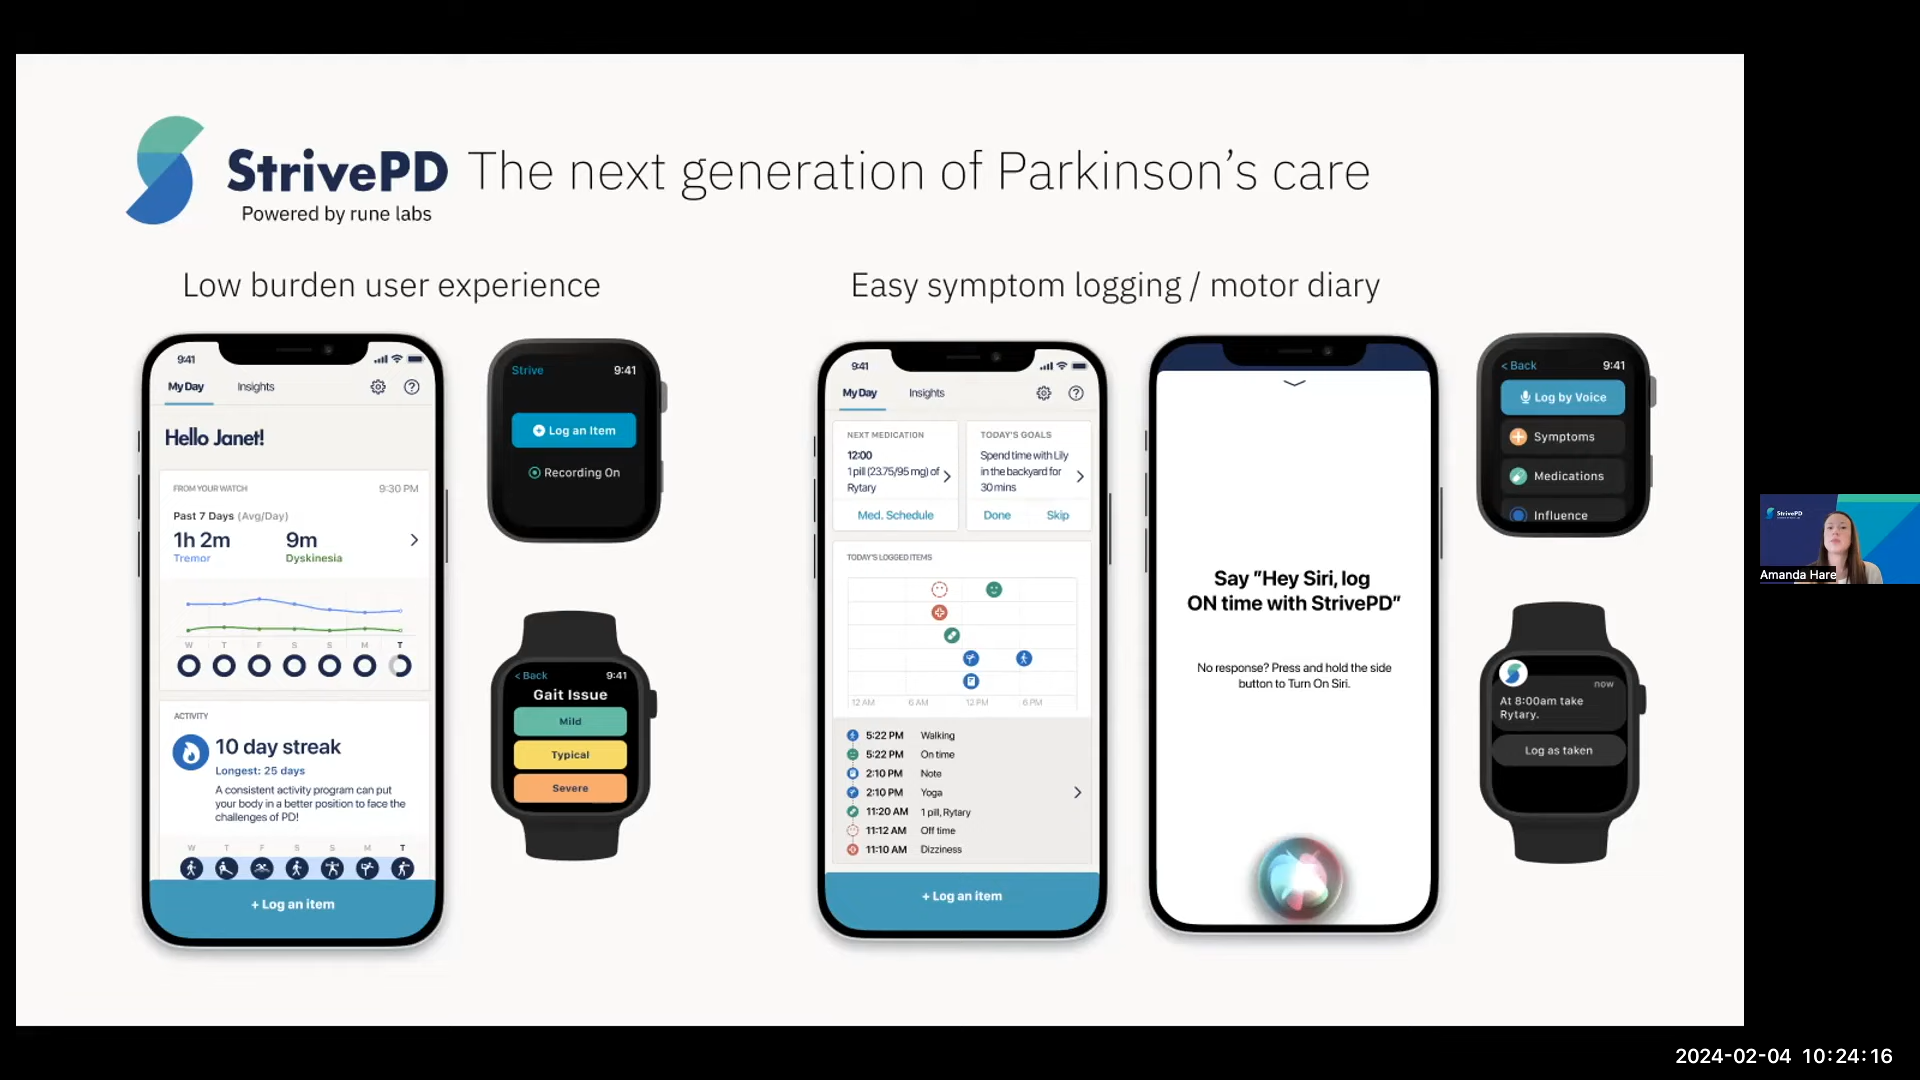 StrivePD The next generation of Parkinson's care
Powered by rune labs
Low burden user experience
9:41
My Day Insights
Hello Janet!
FROM YOUR WATCH 9:30 PM
Past 7 Days (Avg/Day)
1h 2m 9m
Tremor Dyskinesia
W T F S S M T
ACTIVITY
10 day streak
Longest: 25 days
A consistent activity program can put
your body in a better position to face the
challenges of PD!
W T F S S M T
+ Log an item
Strive 9:41
Log an Item
Recording On
< Back 9:41
Gait Issue
Mild
Typical
Severe
Easy symptom logging / motor diary
9:41
My Day Insights
NEXT MEDICATION
12:00
1 pill (23.75/95 mg) of
Rytary
Med. Schedule
TODAY'S GOALS
Spend time with Lily
in the backyard for
30 mins
Done Skip
TODAY'S LOGGED ITEMS
12 AM 6 AM 12 PM 6 PM
5:22 PM Walking
5:22 PM On time
2:10 PM Note
2:10 PM Yoga
11:20 AM 1 pill, Rytary
11:12 AM Off time
11:10 AM Dizziness
+ Log an item
Say "Hey Siri, log
ON time with StrivePD"
No response? Press and hold the side
button to Turn On Siri.
< Back 9:41
Log by Voice
Symptoms
Medications
Influence
now
At 8:00am take
Rytary.
Log as taken
StrivePD
Amanda Hare
2024-02-04 10:24:16